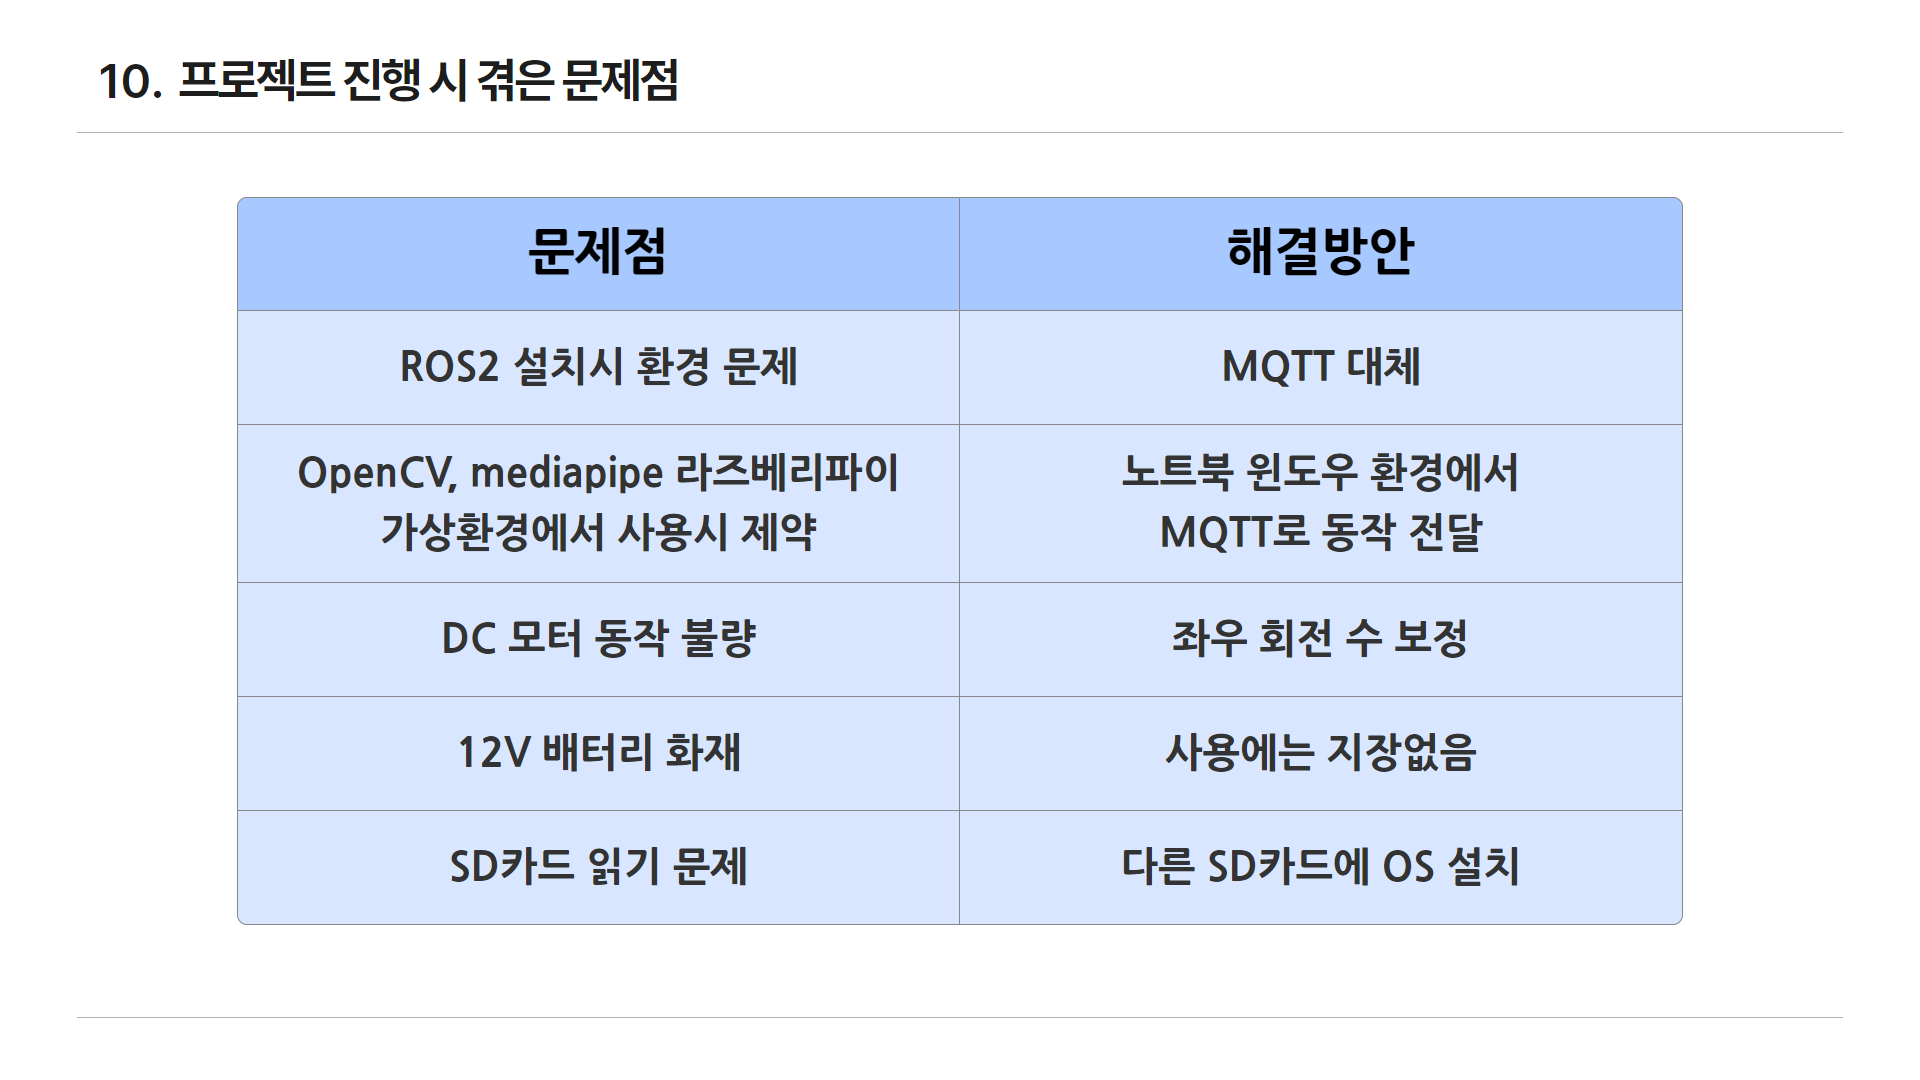 10. 프로젝트 진행 시 겪은 문제점
문제점
해결방안
ROS2 설치시 환경 문제
MQTT 대체
OpenCV, mediapipe 라즈베리파이
가상환경에서 사용시 제약
노트북 윈도우 환경에서
MQTT로 동작 전달
DC 모터 동작 불량
좌우 회전 수 보정
12V 배터리 화재
사용에는 지장없음
SD카드 읽기 문제
다른 SD카드에 OS 설치